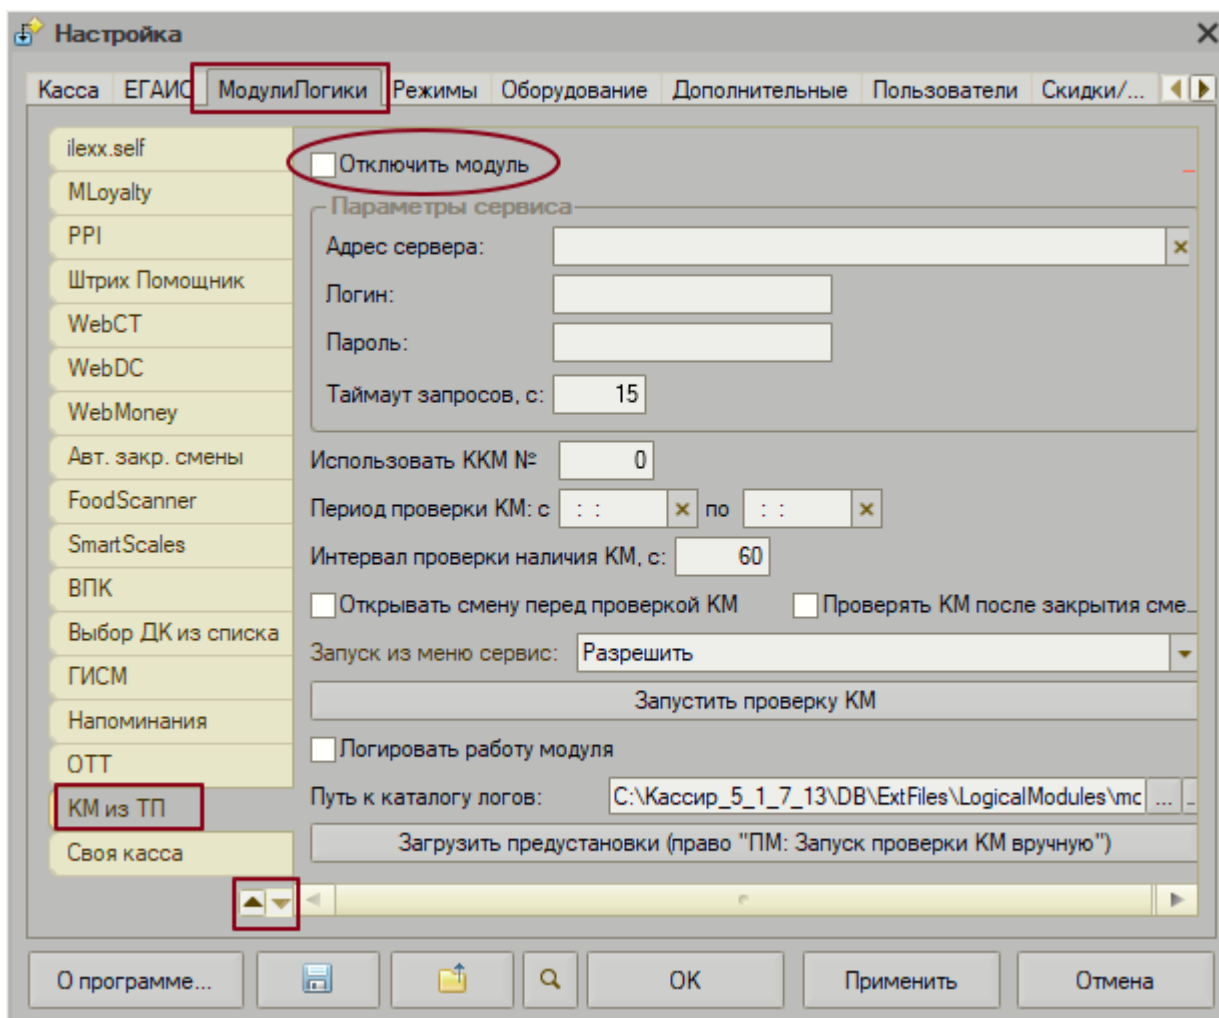 Настройка
Касса ЕГАИС МодулиЛогики Режимы Оборудование Дополнительные Пользователи Скидки/...
ilexx.self
MLoyalty
PPI
Штрих Помощник
WebCT
WebDC
WebMoney
Авт. закр. смены
FoodScanner
SmartScales
ВПК
Выбор ДК из списка
ГИСМ
Напоминания
ОТТ
КМ из ТП
Своя касса
Отключить модуль
Параметры сервиса
Адрес сервера:
Логин:
Пароль:
Таймаут запросов, с: 15
Использовать ККМ № 0
Период проверки КМ: с : : по : :
Интервал проверки наличия КМ, с: 60
Открывать смену перед проверкой КМ Проверять КМ после закрытия сме...
Запуск из меню сервис: Разрешить
Запустить проверку КМ
Логировать работу модуля
Путь к каталогу логов: C:\Кассир_5_1_7_13\DB\ExtFiles\LogicalModules\mc ...
Загрузить предустановки (право "ПМ: Запуск проверки КМ вручную")
О программе... OK Применить Отмена